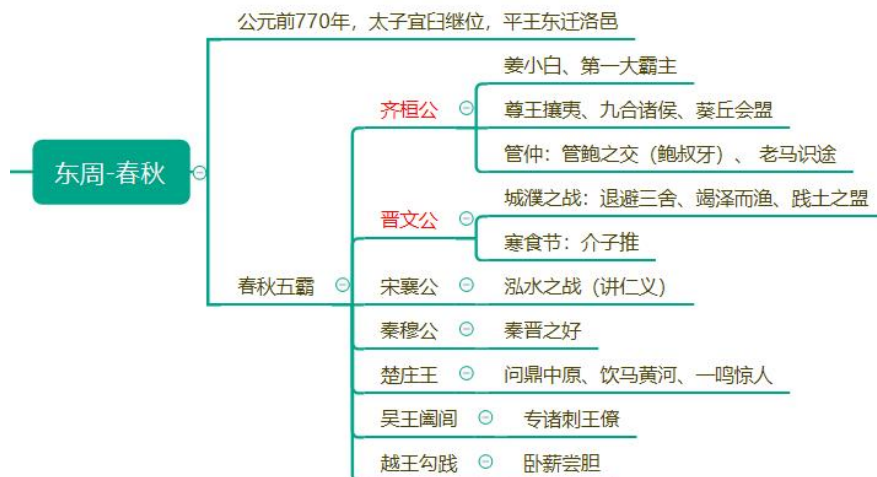 公元前770年，太子宜臼继位，平王东迁洛邑
姜小白、第一大霸主
齐桓公
尊王攘夷、九合诸侯、葵丘会盟
管仲：管鲍之交（鲍叔牙）、老马识途
东周-春秋
城濮之战：退避三舍、竭泽而渔、践土之盟
晋文公
寒食节：介子推
春秋五霸
宋襄公
泓水之战（讲仁义）
秦穆公
秦晋之好
楚庄王
问鼎中原、饮马黄河、一鸣惊人
吴王阖闾
专诸刺王僚
越王勾践
卧薪尝胆